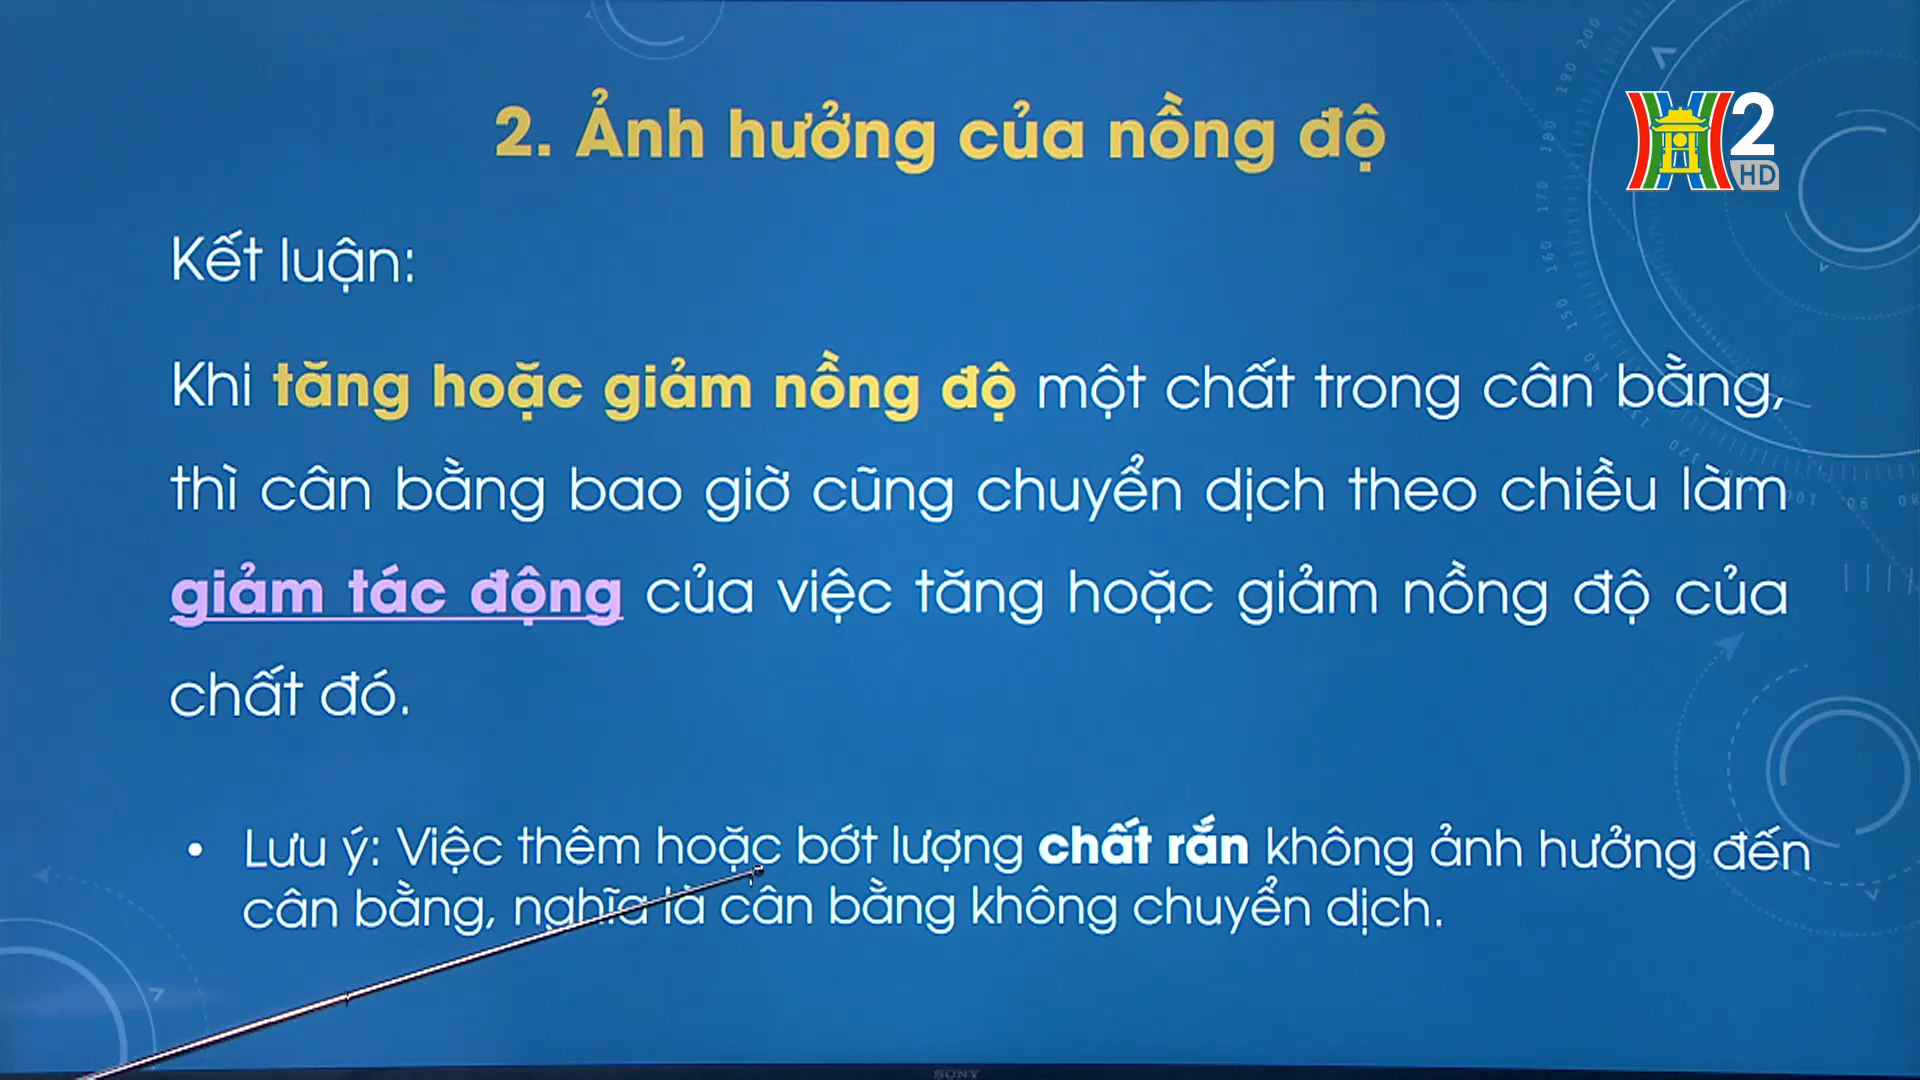 2. Ảnh hưởng của nồng độ
2
HD
Kết luận:
Khi tăng hoặc giảm nồng độ một chất trong cân bằng,
thì cân bằng bao giờ cũng chuyển dịch theo chiều làm
giảm tác động của việc tăng hoặc giảm nồng độ của
chất đó.
• Lưu ý: Việc thêm hoặc bớt lượng chất rắn không ảnh hưởng đến
cân bằng, nghĩa là cân bằng không chuyển dịch.
SONY